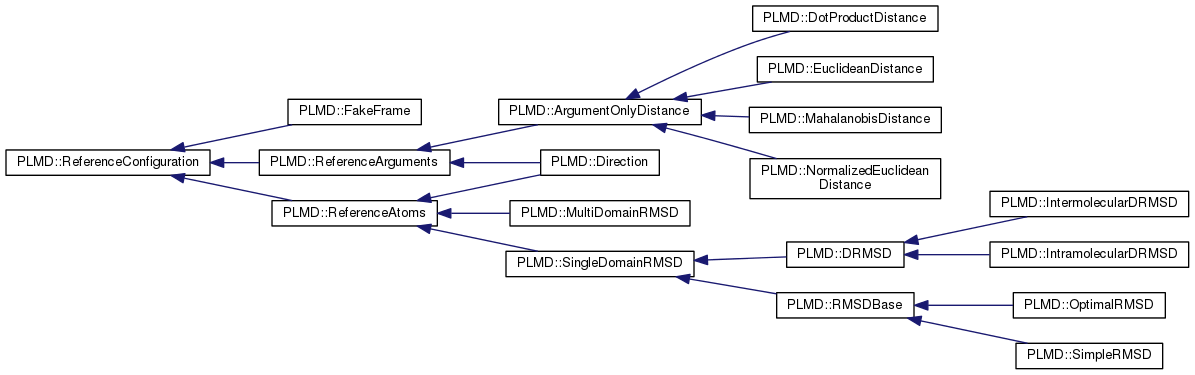 PLMD::DotProductDistance
PLMD::EuclideanDistance
PLMD::FakeFrame
PLMD::ArgumentOnlyDistance
PLMD::MahalanobisDistance
PLMD::ReferenceConfiguration
PLMD::ReferenceArguments
PLMD::Direction
PLMD::NormalizedEuclidean
Distance
PLMD::ReferenceAtoms
PLMD::MultiDomainRMSD
PLMD::IntermolecularDRMSD
PLMD::SingleDomainRMSD
PLMD::DRMSD
PLMD::IntramolecularDRMSD
PLMD::RMSDBase
PLMD::OptimalRMSD
PLMD::SimpleRMSD